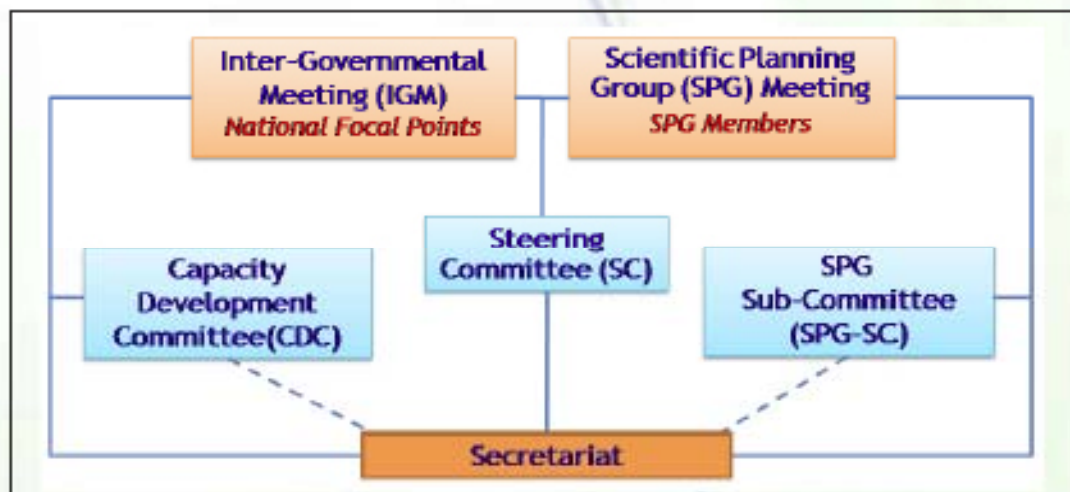 Inter-Governmental
Meeting (IGM)
National Focal Points
Scientific Planning
Group (SPG) Meeting
SPG Members
Steering
Committee (SC)
Capacity
Development
Committee(CDC)
SPG
Sub-Committee
(SPG-SC)
Secretariat